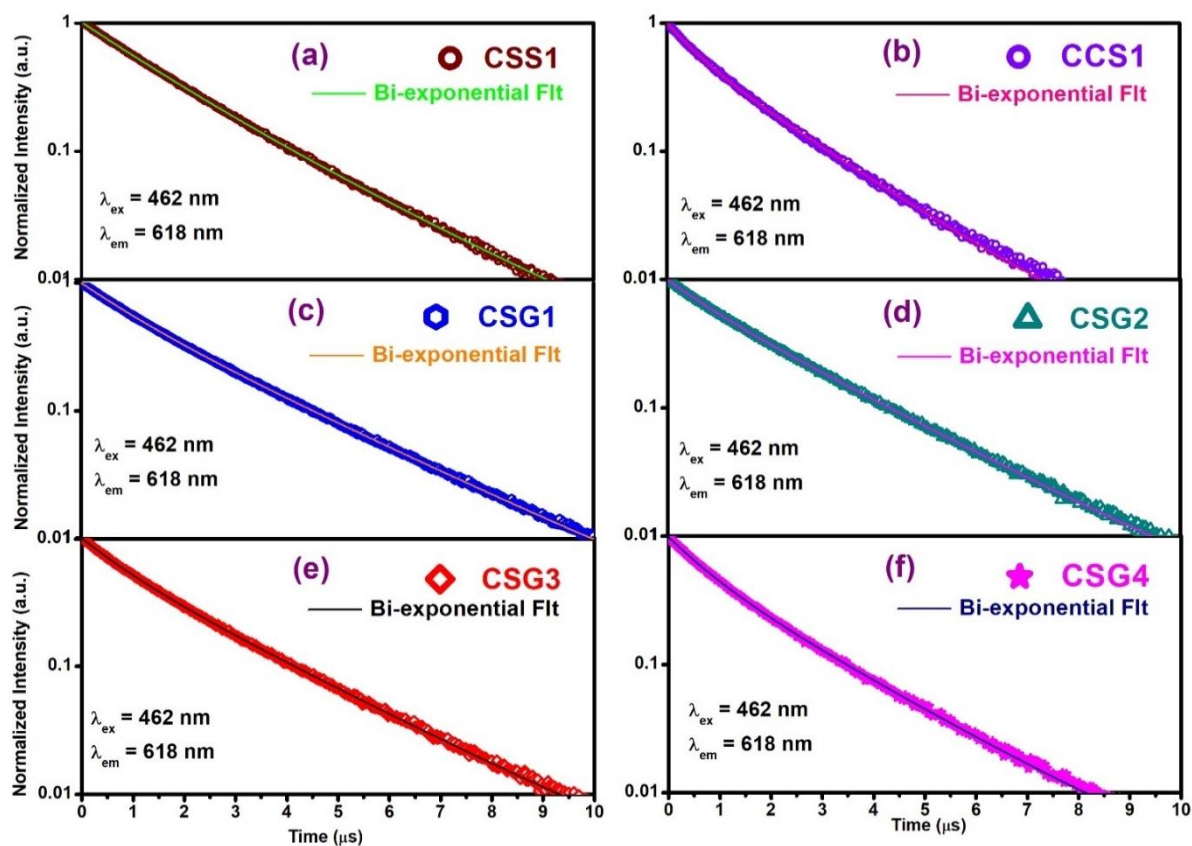 Normalized Intensity (a.u.)
1
0.1
0.01
(a)
CSS1
Bi-exponential FIt
λex = 462 nm
λem = 618 nm
(b)
CCS1
Bi-exponential FIt
λex = 462 nm
λem = 618 nm
1
0.1
0.01
Normalized Intensity (a.u.)
0.1
0.01
(c)
CSG1
Bi-exponential FIt
λex = 462 nm
λem = 618 nm
(d)
CSG2
Bi-exponential FIt
λex = 462 nm
λem = 618 nm
0.1
0.01
Normalized Intensity (a.u.)
0.1
0.01
(e)
CSG3
Bi-exponential FIt
λex = 462 nm
λem = 618 nm
0 1 2 3 4 5 6 7 8 9 10
Time (μs)
(f)
CSG4
Bi-exponential FIt
λex = 462 nm
λem = 618 nm
0.1
0.01
0 1 2 3 4 5 6 7 8 9 10
Time (μs)